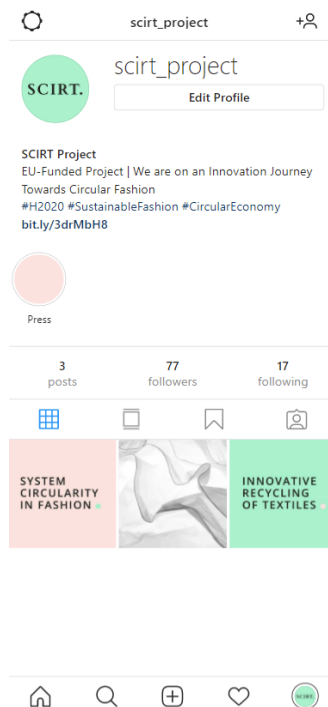 scirt_project
SCIRT.
scirt_project
Edit Profile
SCIRT Project
EU-Funded Project | We are on an Innovation Journey
Towards Circular Fashion
#H2020 #SustainableFashion #CircularEconomy
bit.ly/3drMbH8
Press
3 77 17
posts followers following
SYSTEM
CIRCULARITY
IN FASHION
INNOVATIVE
RECYCLING
OF TEXTILES
SCIRT.